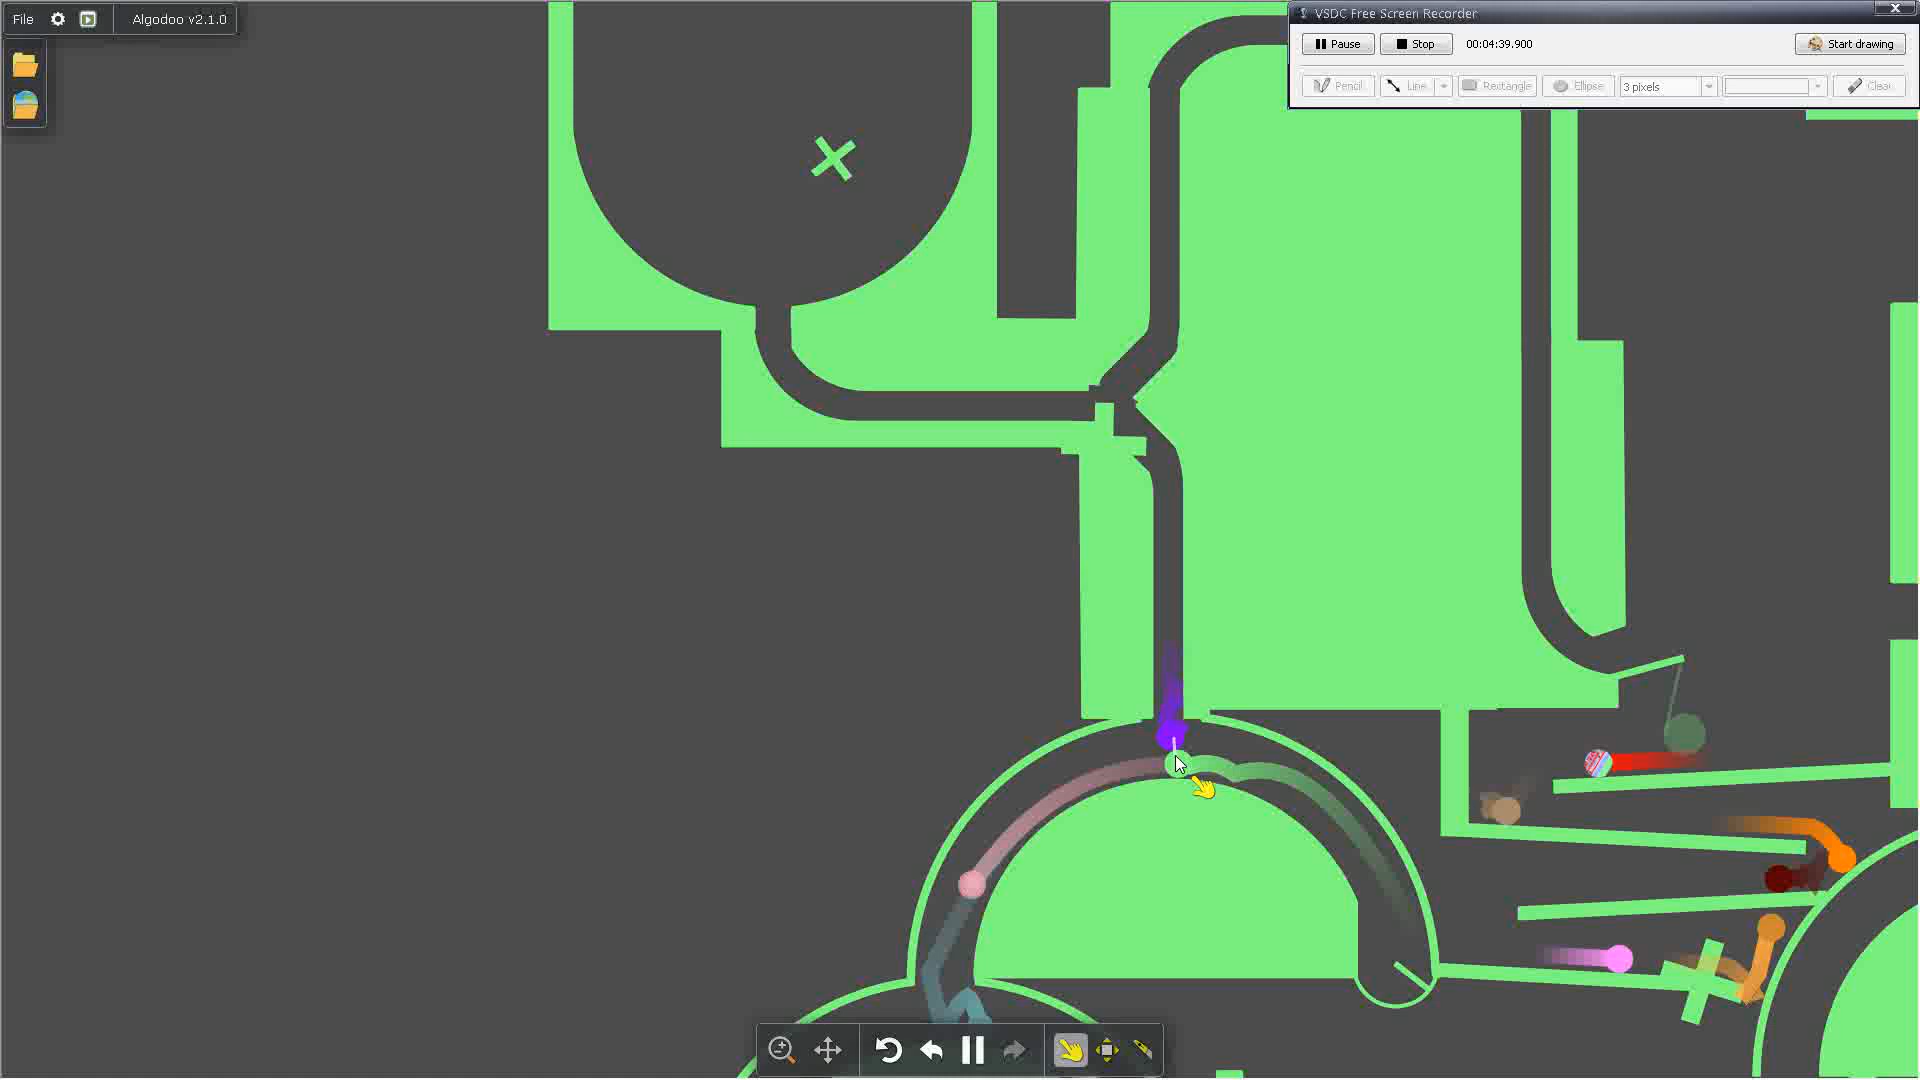 File
Algodoo v2.1.0
VSDC Free Screen Recorder
Pause
Stop
00:04:39.900
Start drawing
Pencil
Line
Rectangle
Ellipse
3 pixels
Clear